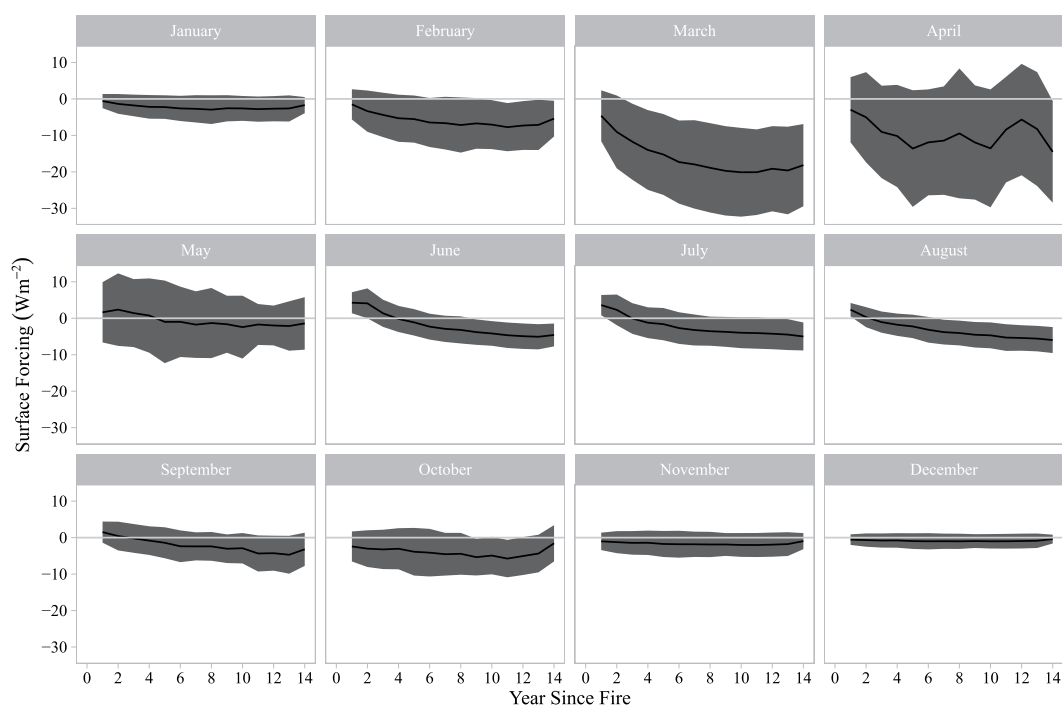 January February March April
10
0
−10
−20
−30
May June July August
10
0
−10
−20
−30
September October November December
10
0
−10
−20
−30
0 2 4 6 8 10 12 14 0 2 4 6 8 10 12 14 0 2 4 6 8 10 12 14 0 2 4 6 8 10 12 14
Year Since Fire
Surface Forcing (Wm−2)